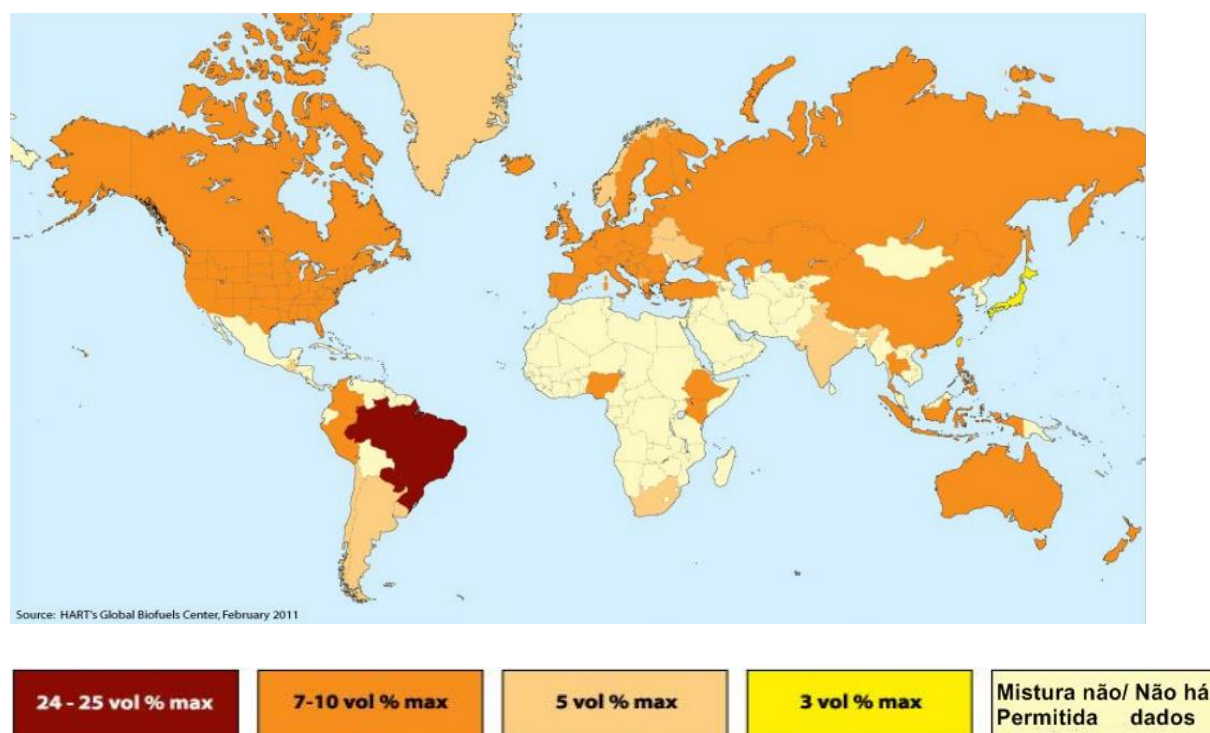 Source: HART's Global Biofuels Center, February 2011
24 - 25 vol % max
7-10 vol % max
5 vol % max
3 vol % max
Mistura não/ Não há
Permitida dados